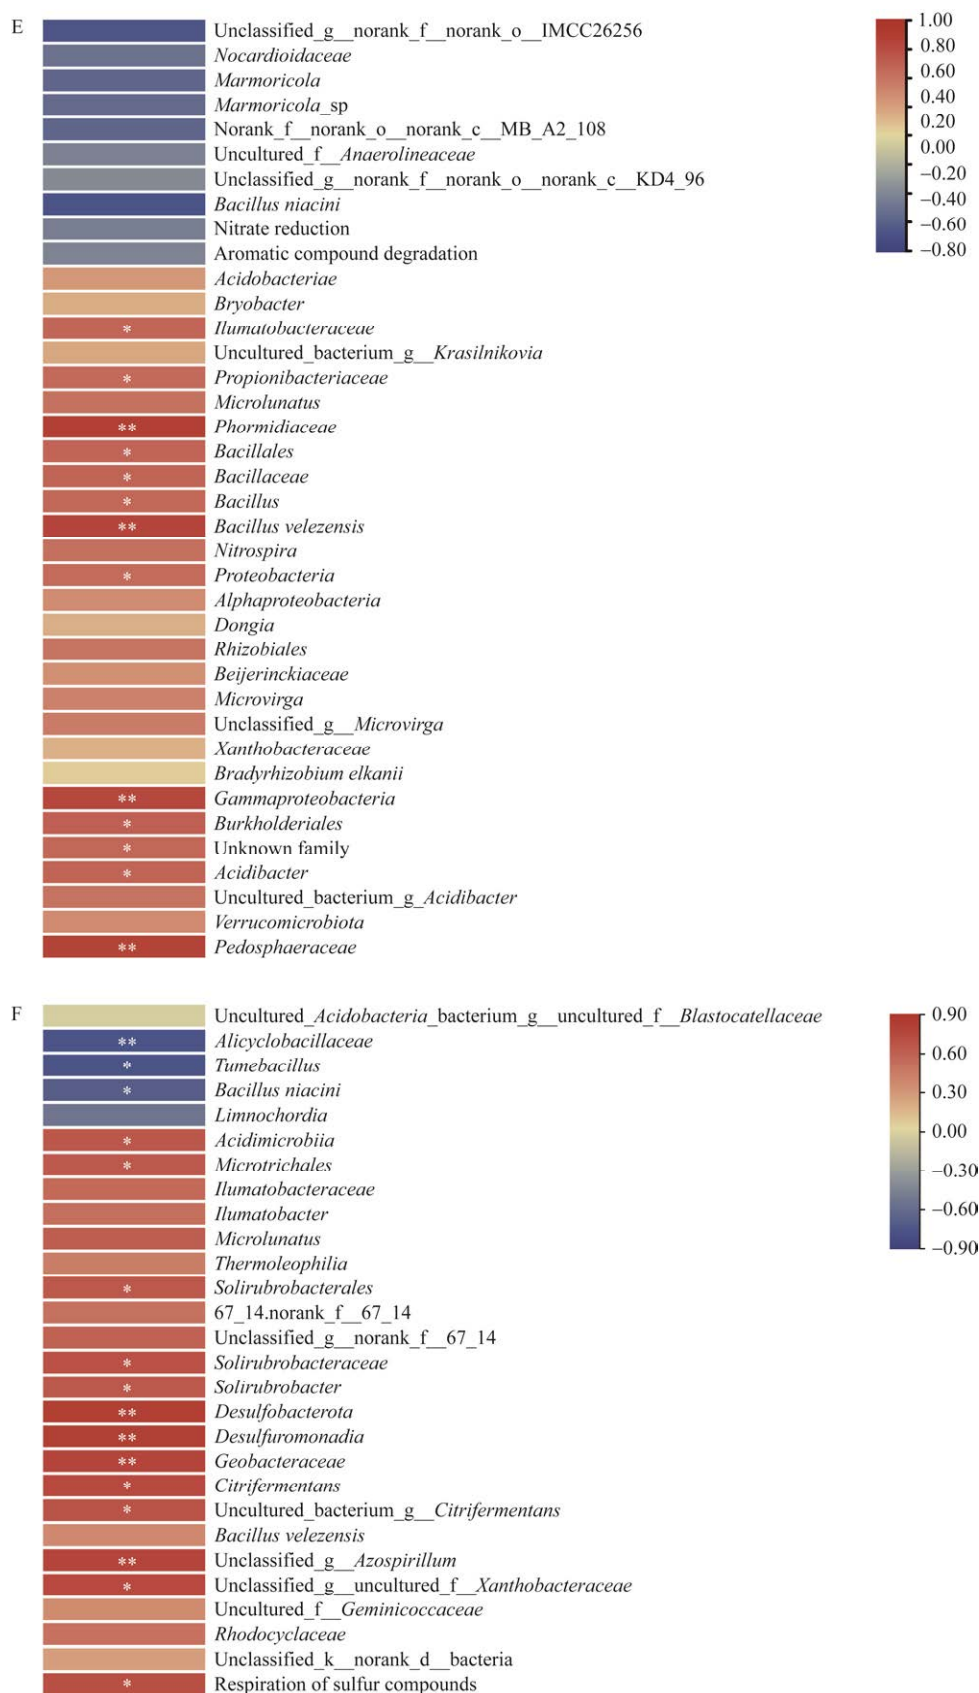 E
Unclassified_g__norank_f__norank_o__IMCC26256
Nocardioidaceae
Marmoricola
Marmoricola_sp
Norank_f__norank_o__norank_c__MB_A2_108
Uncultured_f__Anaerolineaceae
Unclassified_g__norank_f__norank_o__norank_c__KD4_96
Bacillus niacini
Nitrate reduction
Aromatic compound degradation
Acidobacteriae
Bryobacter
* Ilumatobacteraceae
Uncultured_bacterium_g__Krasilnikovia
* Propionibacteriaceae
Microlunatus
** Phormidiaceae
* Bacillales
* Bacillaceae
* Bacillus
** Bacillus velezensis
Nitrospira
* Proteobacteria
Alphaproteobacteria
Dongia
Rhizobiales
Beijerinckiaceae
Microvirga
Unclassified_g__Microvirga
Xanthobacteraceae
Bradyrhizobium elkanii
** Gammaproteobacteria
* Burkholderiales
* Unknown family
* Acidibacter
Uncultured_bacterium_g_Acidibacter
Verrucomicrobiota
** Pedosphaeraceae
1.00
0.80
0.60
0.40
0.20
0.00
−0.20
−0.40
−0.60
−0.80
F
Uncultured_Acidobacteria_bacterium_g__uncultured_f__Blastocatellaceae
** Alicyclobacillaceae
* Tumebacillus
* Bacillus niacini
Limnochordia
* Acidimicrobiia
* Microtrichales
Ilumatobacteraceae
Ilumatobacter
Microlunatus
Thermoleophilia
* Solirubrobacterales
67_14.norank_f__67_14
Unclassified_g__norank_f__67_14
* Solirubrobacteraceae
* Solirubrobacter
** Desulfobacterota
** Desulfuromonadia
** Geobacteraceae
* Citrifermentans
* Uncultured_bacterium_g__Citrifermentans
Bacillus velezensis
** Unclassified_g__Azospirillum
* Unclassified_g__uncultured_f__Xanthobacteraceae
Uncultured_f__Geminicoccaceae
Rhodocyclaceae
Unclassified_k__norank_d__bacteria
* Respiration of sulfur compounds
0.90
0.60
0.30
0.00
−0.30
−0.60
−0.90